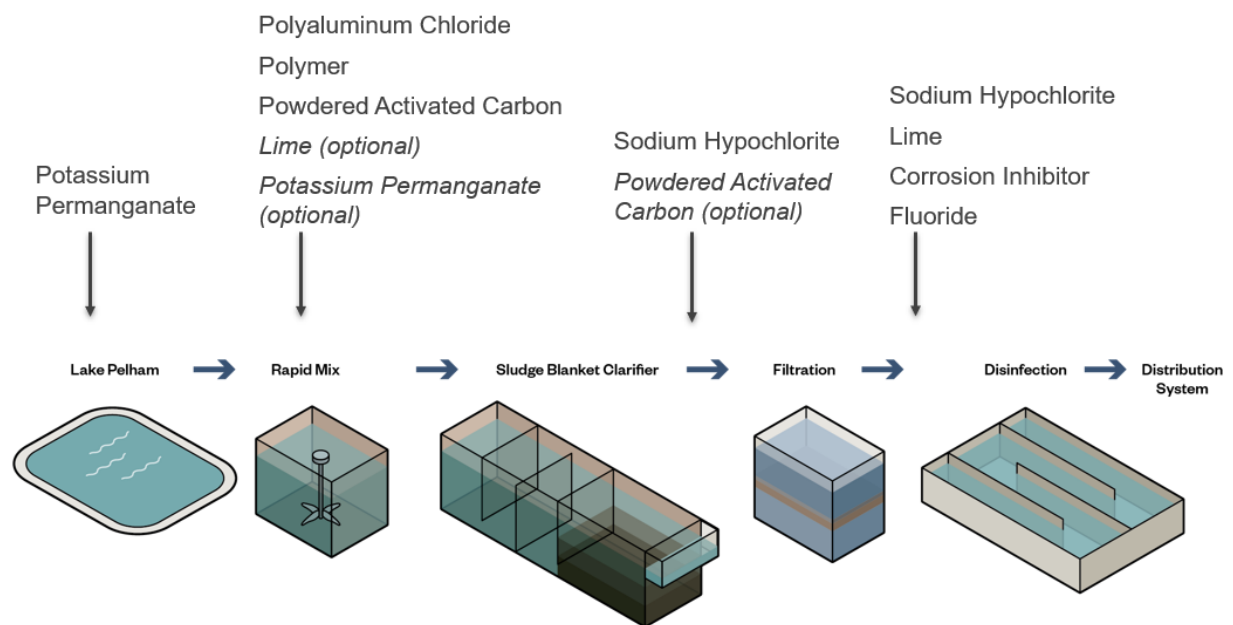 Potassium
Permanganate
Polyaluminum Chloride
Polymer
Powdered Activated Carbon
Lime (optional)
Potassium Permanganate
(optional)
Sodium Hypochlorite
Powdered Activated
Carbon (optional)
Sodium Hypochlorite
Lime
Corrosion Inhibitor
Fluoride
Lake Pelham
Rapid Mix
Sludge Blanket Clarifier
Filtration
Disinfection
Distribution
System